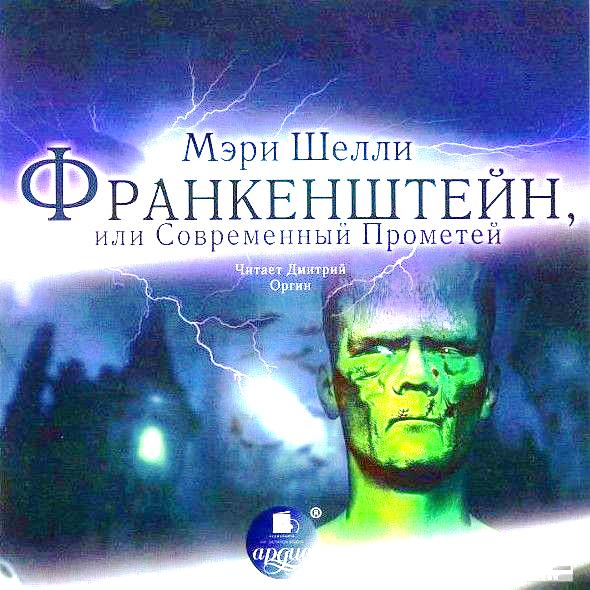 Мэри Шелли
Франкенштейн,
или Современный Прометей
Читает Дмитрий
Оргин
®
ардис